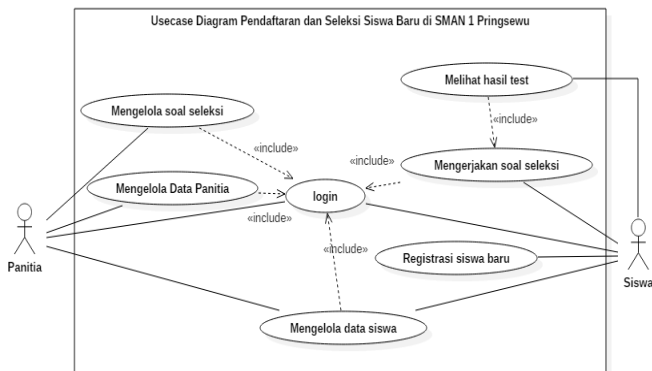 Usecase Diagram Pendaftaran dan Seleksi Siswa Baru di SMAN 1 Pringsewu
Melihat hasil test
Mengelola soal seleksi
«include»
«include»
«include»
Mengerjakan soal seleksi
Mengelola Data Panitia
login
«include»
«include»
Registrasi siswa baru
Panitia
Siswa
Mengelola data siswa